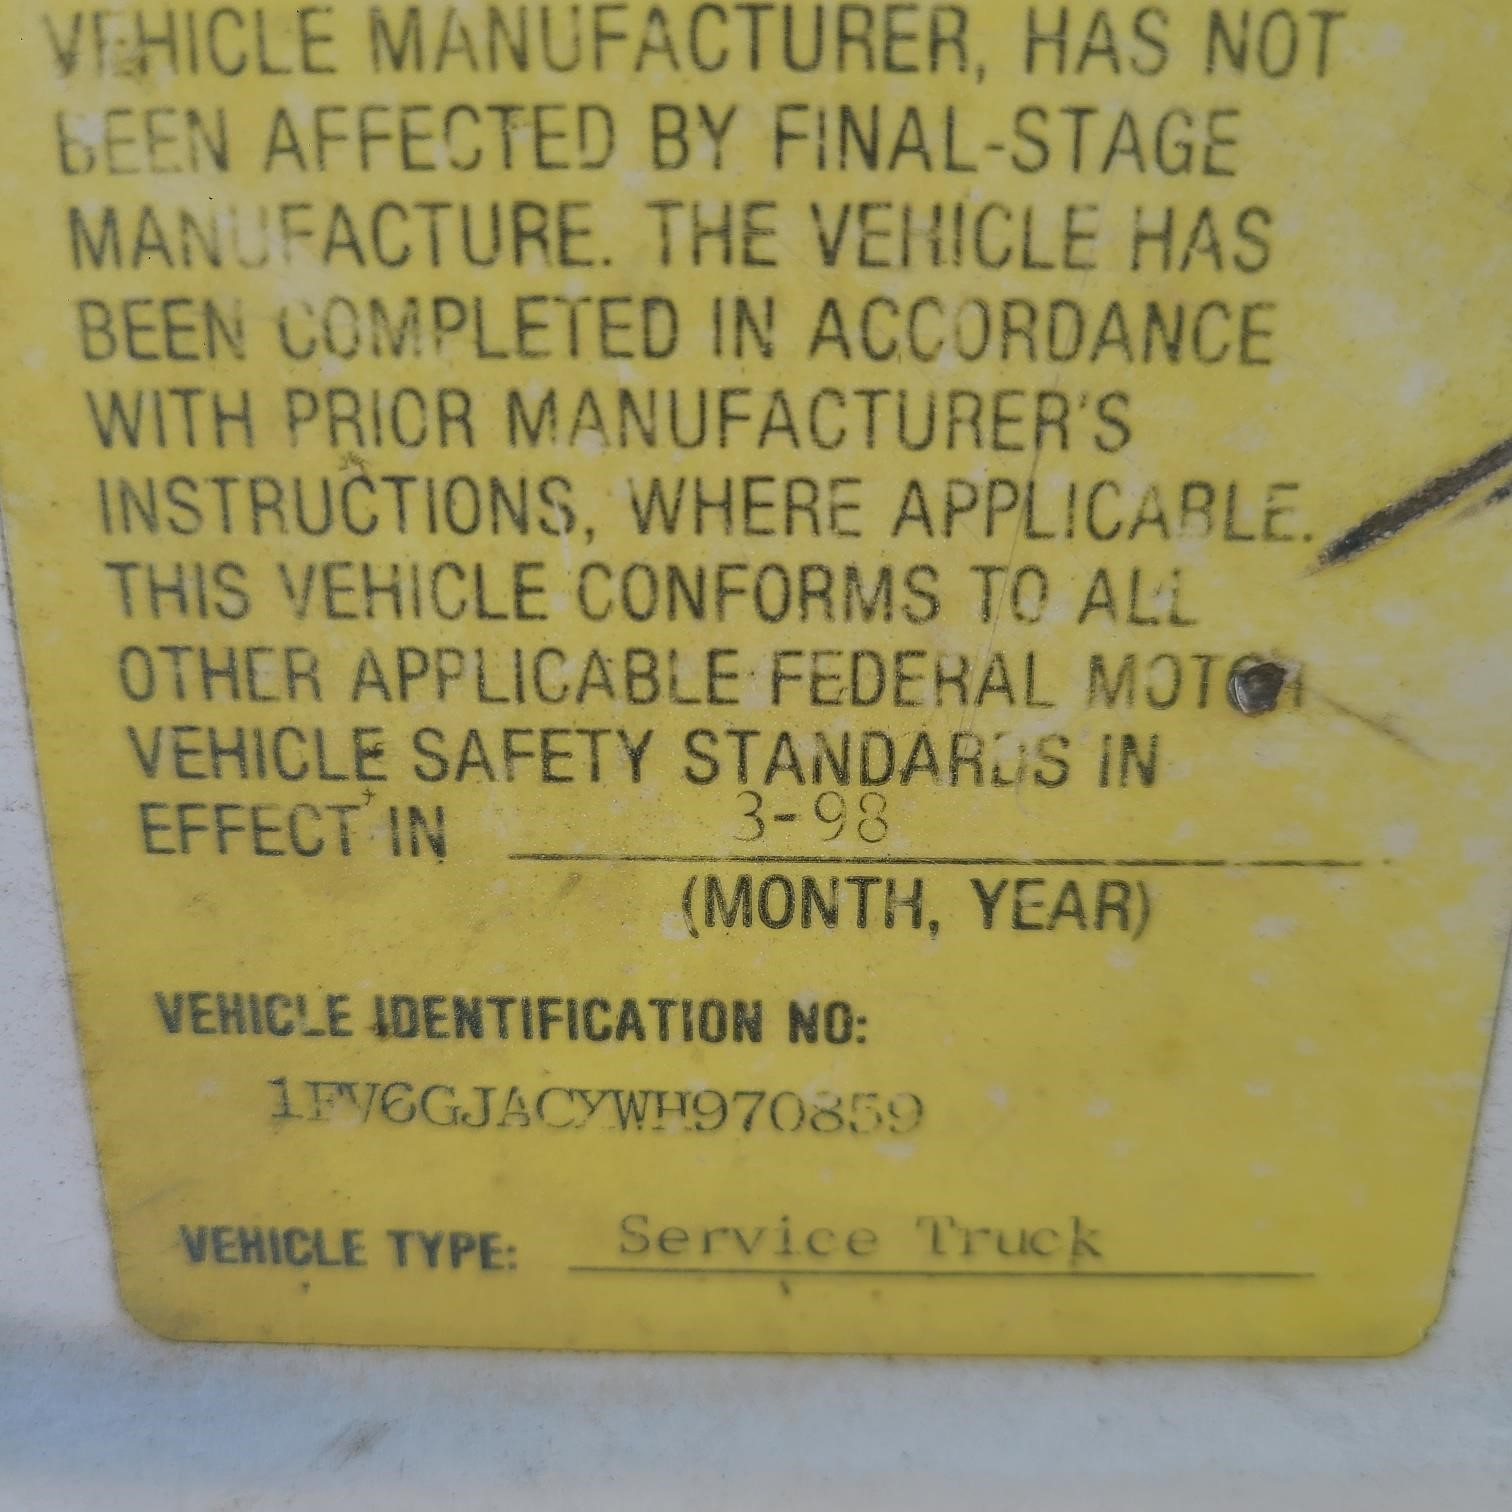 VEHICLE MANUFACTURER, HAS NOT
BEEN AFFECTED BY FINAL-STAGE
MANUFACTURE. THE VEHICLE HAS
BEEN COMPLETED IN ACCORDANCE
WITH PRIOR MANUFACTURER'S
INSTRUCTIONS, WHERE APPLICABLE.
THIS VEHICLE CONFORMS TO ALL
OTHER APPLICABLE FEDERAL MOTOR
VEHICLE SAFETY STANDARDS IN
EFFECT IN 3-98
(MONTH, YEAR)
VEHICLE IDENTIFICATION NO:
1FV6GJACYWH970859
VEHICLE TYPE: Service Truck